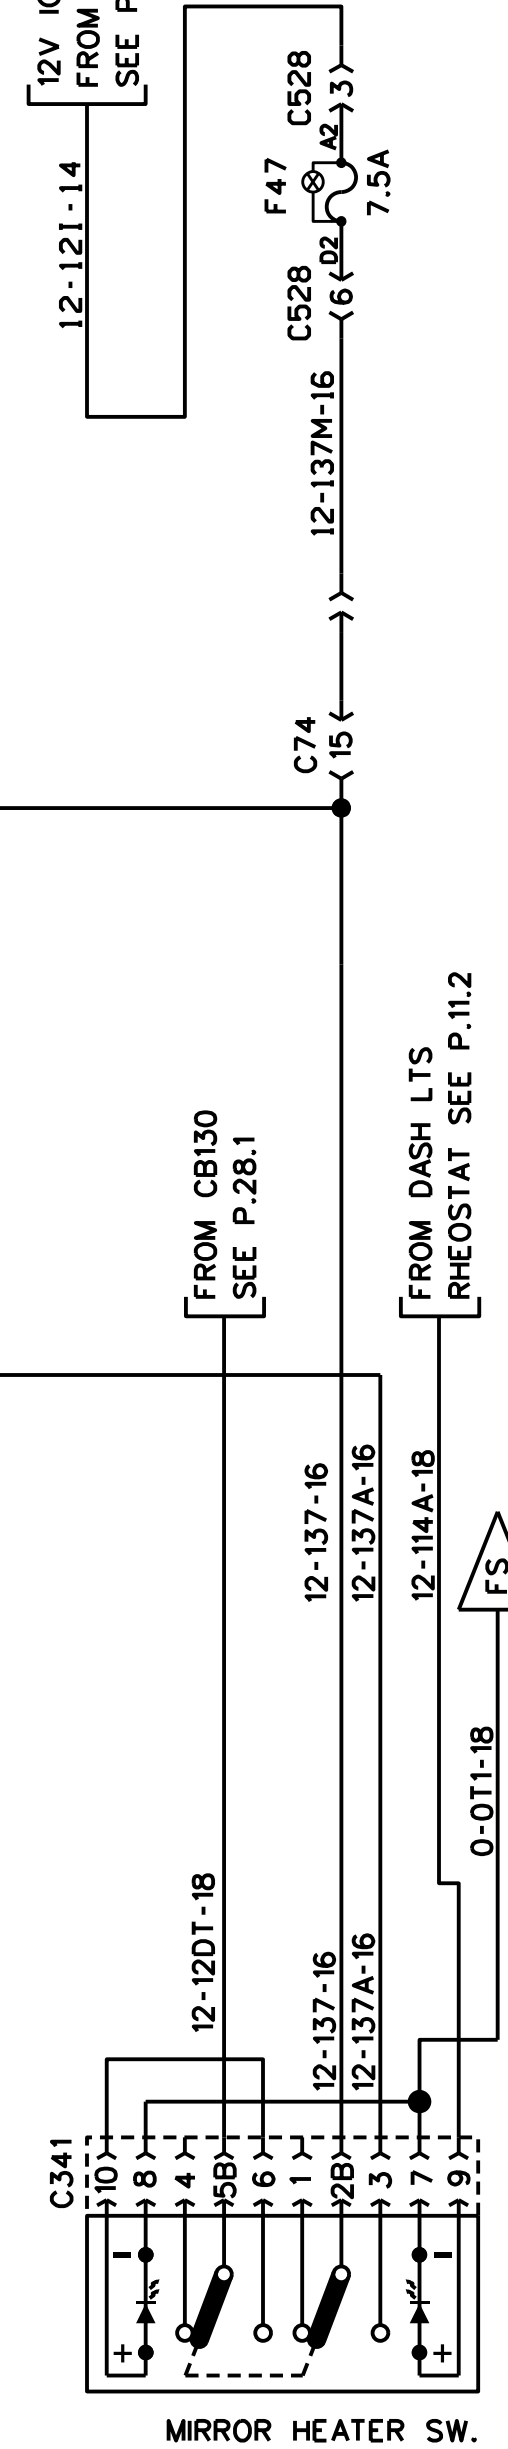 12V
FROM
SEE
12-12I-14
C528
3
A2
F47
7.5A
D2
C528
6
12-137M-16
C74
15
FROM CB130
SEE P.28.1
FROM DASH LTS
RHEOSTAT SEE P.11.2
12-137-16
12-137A-16
12-114A-18
FS
0-0T1-18
12-12DT-18
12-137-16
12-137A-16
C341
10
8
4
5B
6
1
2B
3
7
9
-
-
+
+
MIRROR HEATER SW.